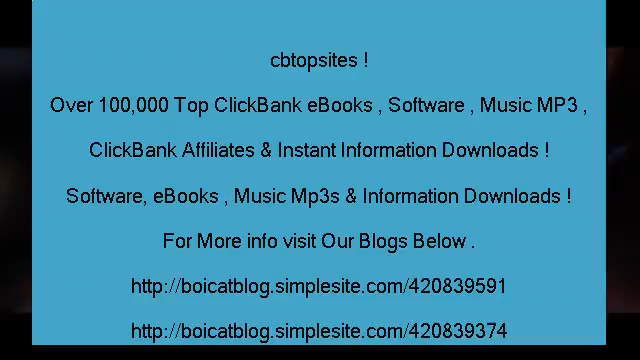 cbtopsites !
Over 100,000 Top ClickBank eBooks , Software , Music MP3 ,
ClickBank Affiliates & Instant Information Downloads !
Software, eBooks , Music Mp3s & Information Downloads !
For More info visit Our Blogs Below .
http://boicatblog.simplesite.com/420839591
http://boicatblog.simplesite.com/420839374